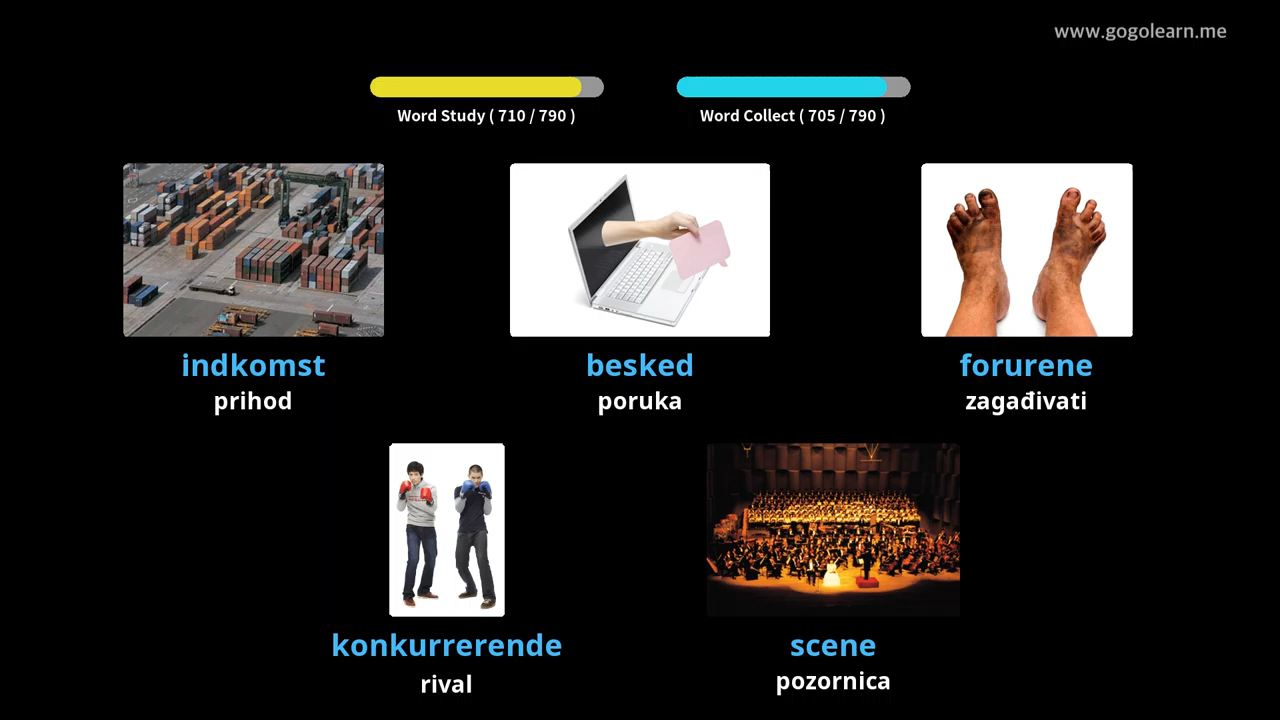 www.gogolearn.me
Word Study ( 710 / 790 )
Word Collect ( 705 / 790 )
indkomst
prihod
besked
poruka
forurene
zagađivati
konkurrerende
rival
scene
pozornica